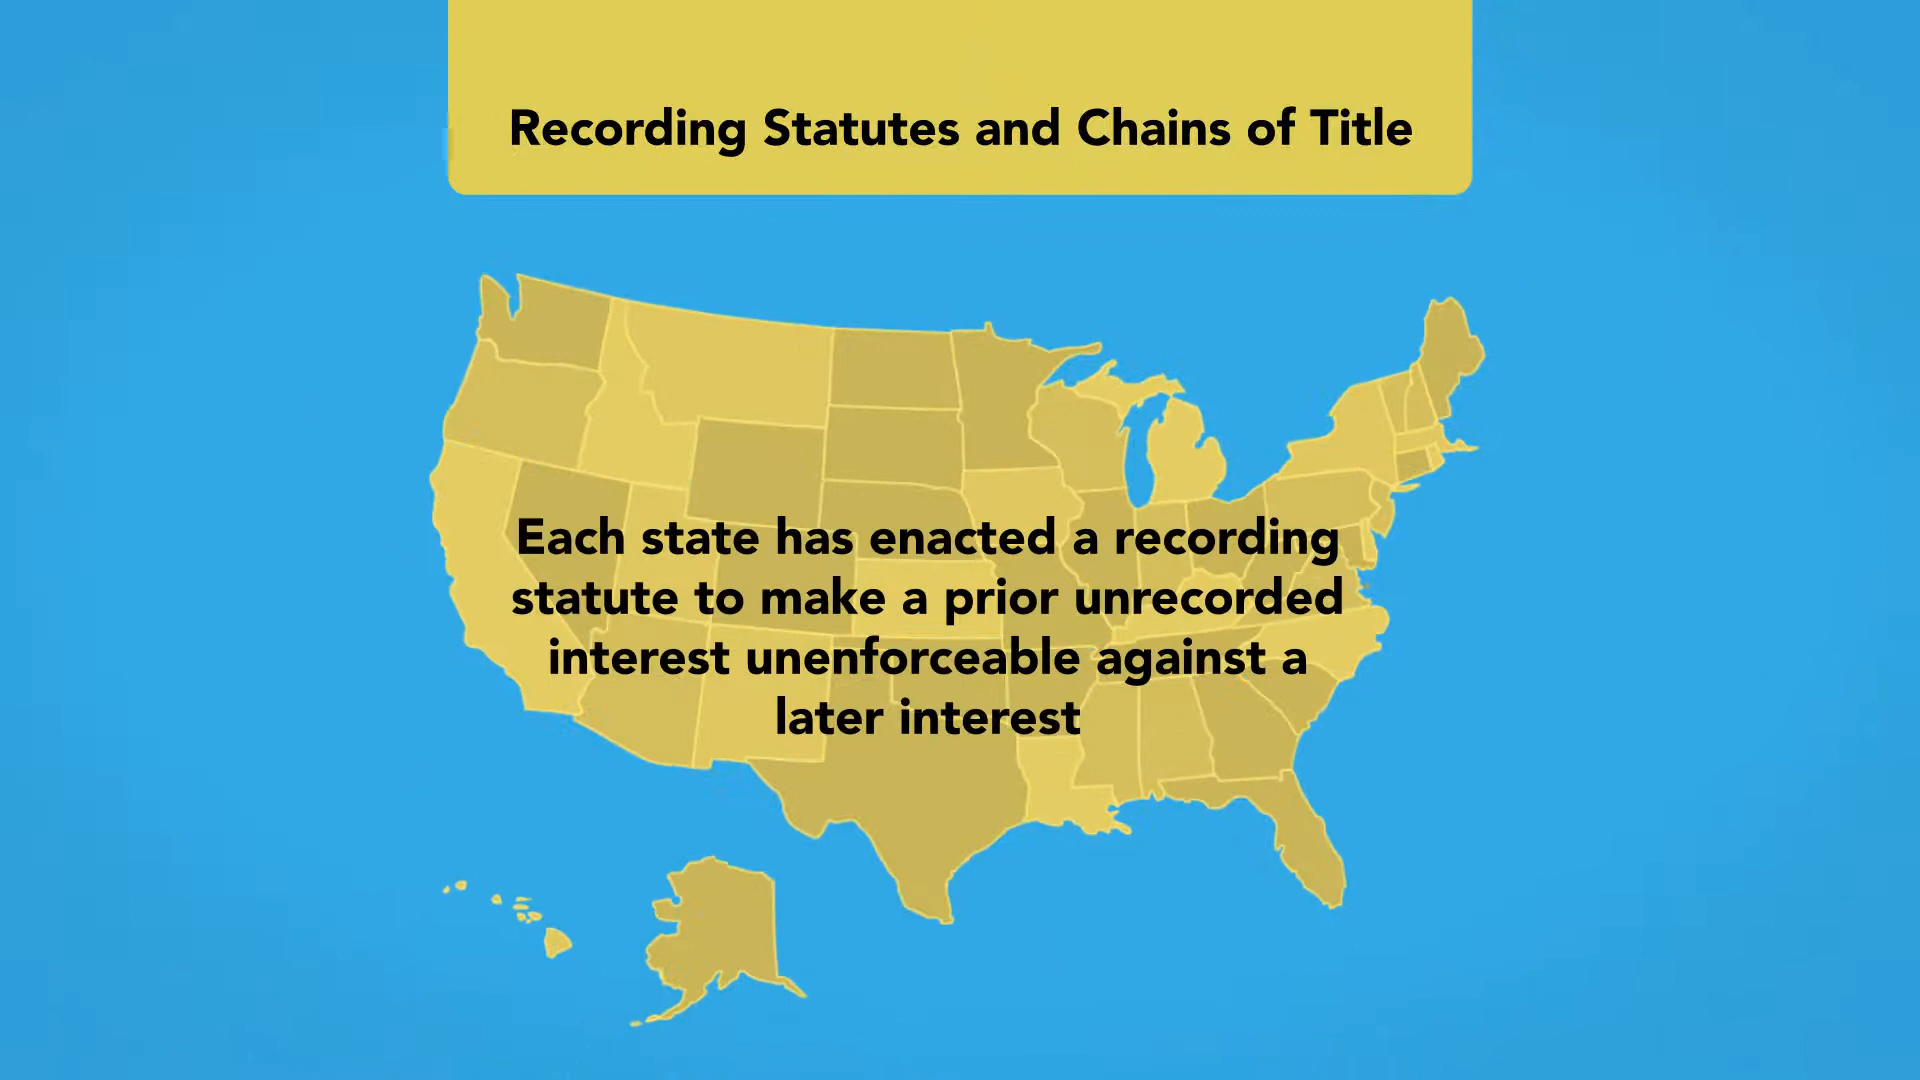 Recording Statutes and Chains of Title
Each state has enacted a recording
statute to make a prior unrecorded
interest unenforceable against a
later interest